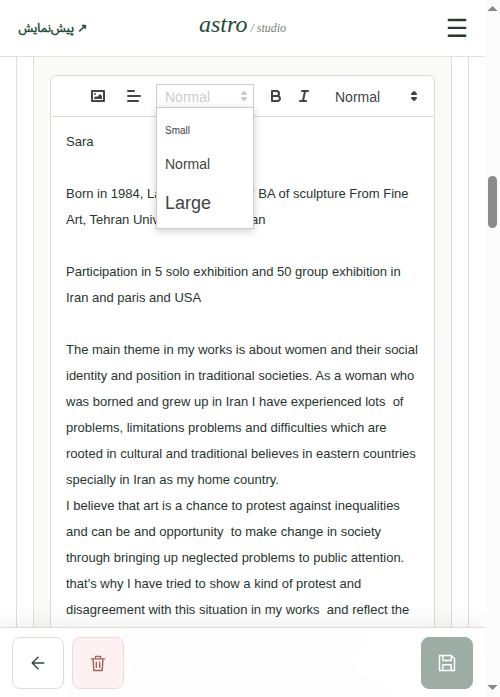 پیش‌نمایش ↗
astro / studio
Normal
B I
Normal
Small
Normal
Large
Sara
Born in 1984, La BA of sculpture From Fine
Art, Tehran Univ an
Participation in 5 solo exhibition and 50 group exhibition in
Iran and paris and USA
The main theme in my works is about women and their social
identity and position in traditional societies. As a woman who
was borned and grew up in Iran I have experienced lots  of
problems, limitations problems and difficulties which are
rooted in cultural and traditional believes in eastern countries
specially in Iran as my home country.
I believe that art is a chance to protest against inequalities
and can be and opportunity  to make change in society
through bringing up neglected problems to public attention.
that's why I have tried to show a kind of protest and
disagreement with this situation in my works  and reflect the